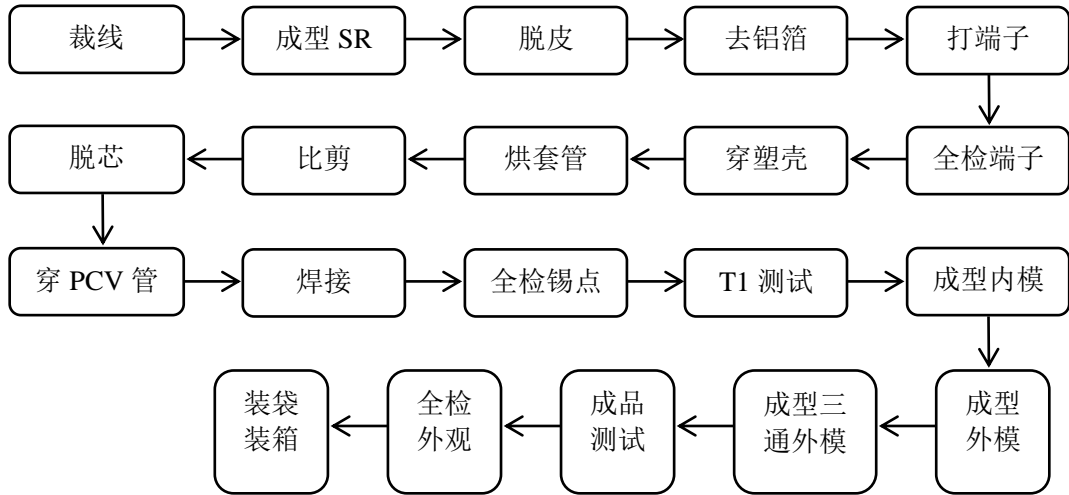 裁线
成型 SR
脱皮
去铝箔
打端子
全检端子
穿塑壳
烘套管
比剪
脱芯
穿 PCV 管
焊接
全检锡点
T1 测试
成型内模
成型
外模
成型三
通外模
成品
测试
全检
外观
装袋
装箱